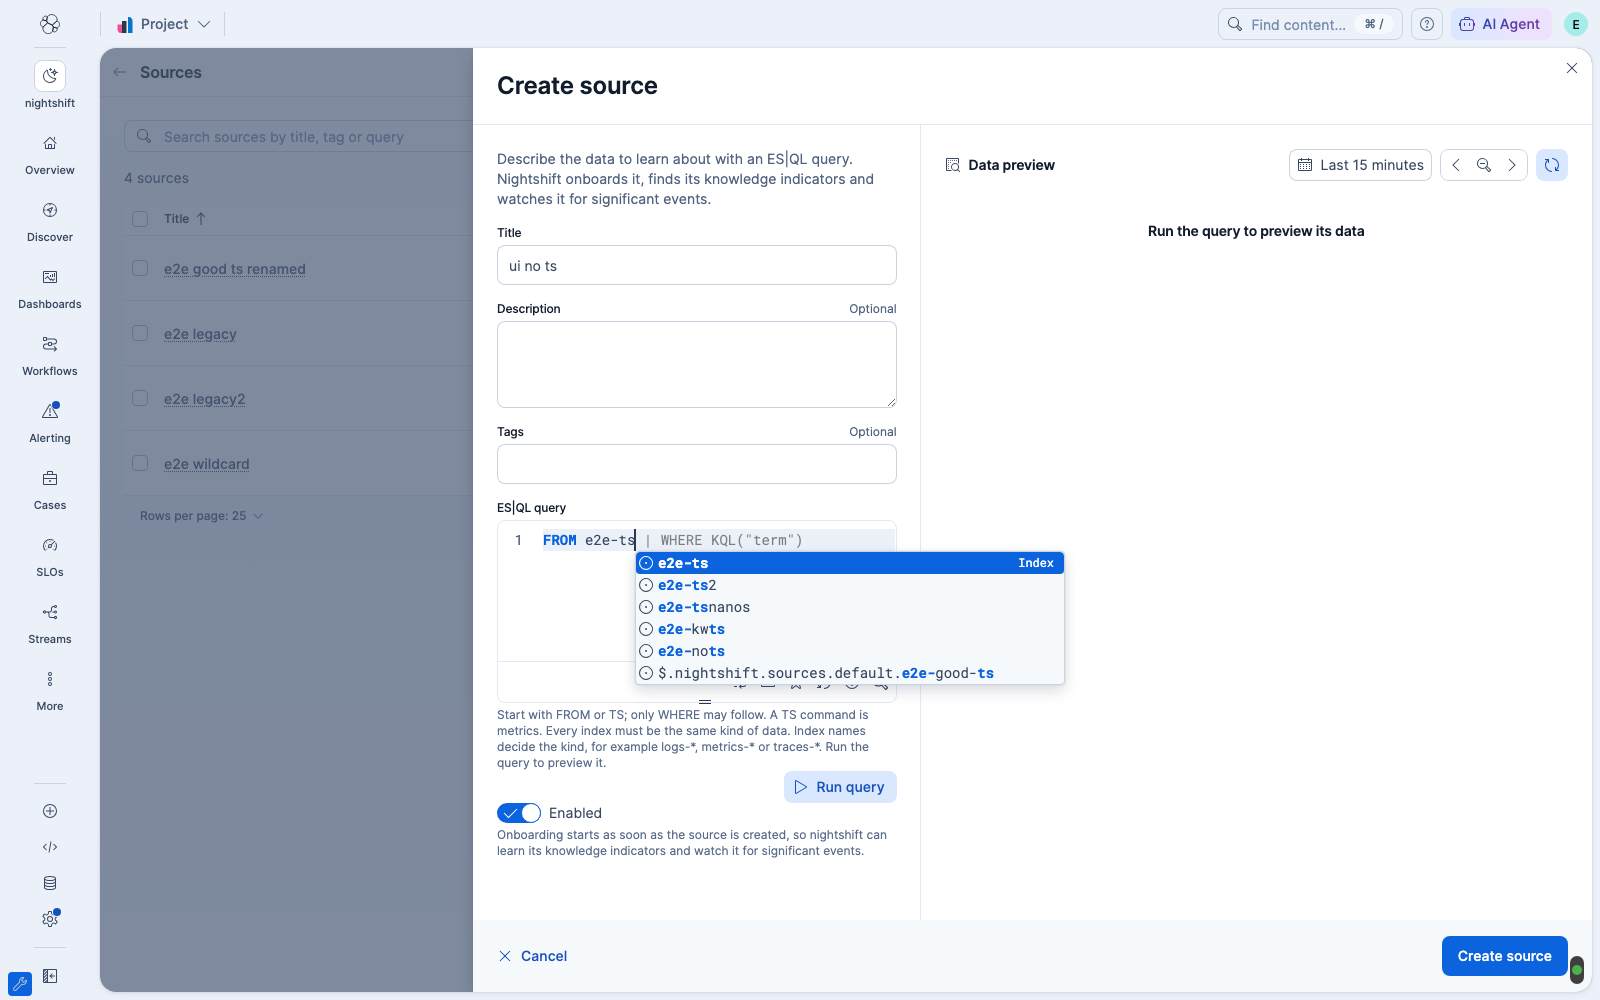 Project
Find content...
⌘ /
AI Agent
E
nightshift
Overview
Discover
Dashboards
Workflows
Alerting
Cases
SLOs
Streams
More
Sources
Search sources by title, tag or query
4 sources
Title
e2e good ts renamed
e2e legacy
e2e legacy2
e2e wildcard
Rows per page: 25
Create source
Describe the data to learn about with an ES|QL query.
Nightshift onboards it, finds its knowledge indicators and
watches it for significant events.
Title
ui no ts
Description
Optional
Tags
Optional
ES|QL query
1 FROM e2e-ts | WHERE KQL("term")
e2e-ts Index
e2e-ts2
e2e-tsnanos
e2e-kwts
e2e-nots
$.nightshift.sources.default.e2e-good-ts
Start with FROM or TS; only WHERE may follow. A TS command is
metrics. Every index must be the same kind of data. Index names
decide the kind, for example logs-*, metrics-* or traces-*. Run the
query to preview it.
Run query
Enabled
Onboarding starts as soon as the source is created, so nightshift can
learn its knowledge indicators and watch it for significant events.
Data preview
Last 15 minutes
Run the query to preview its data
Cancel
Create source